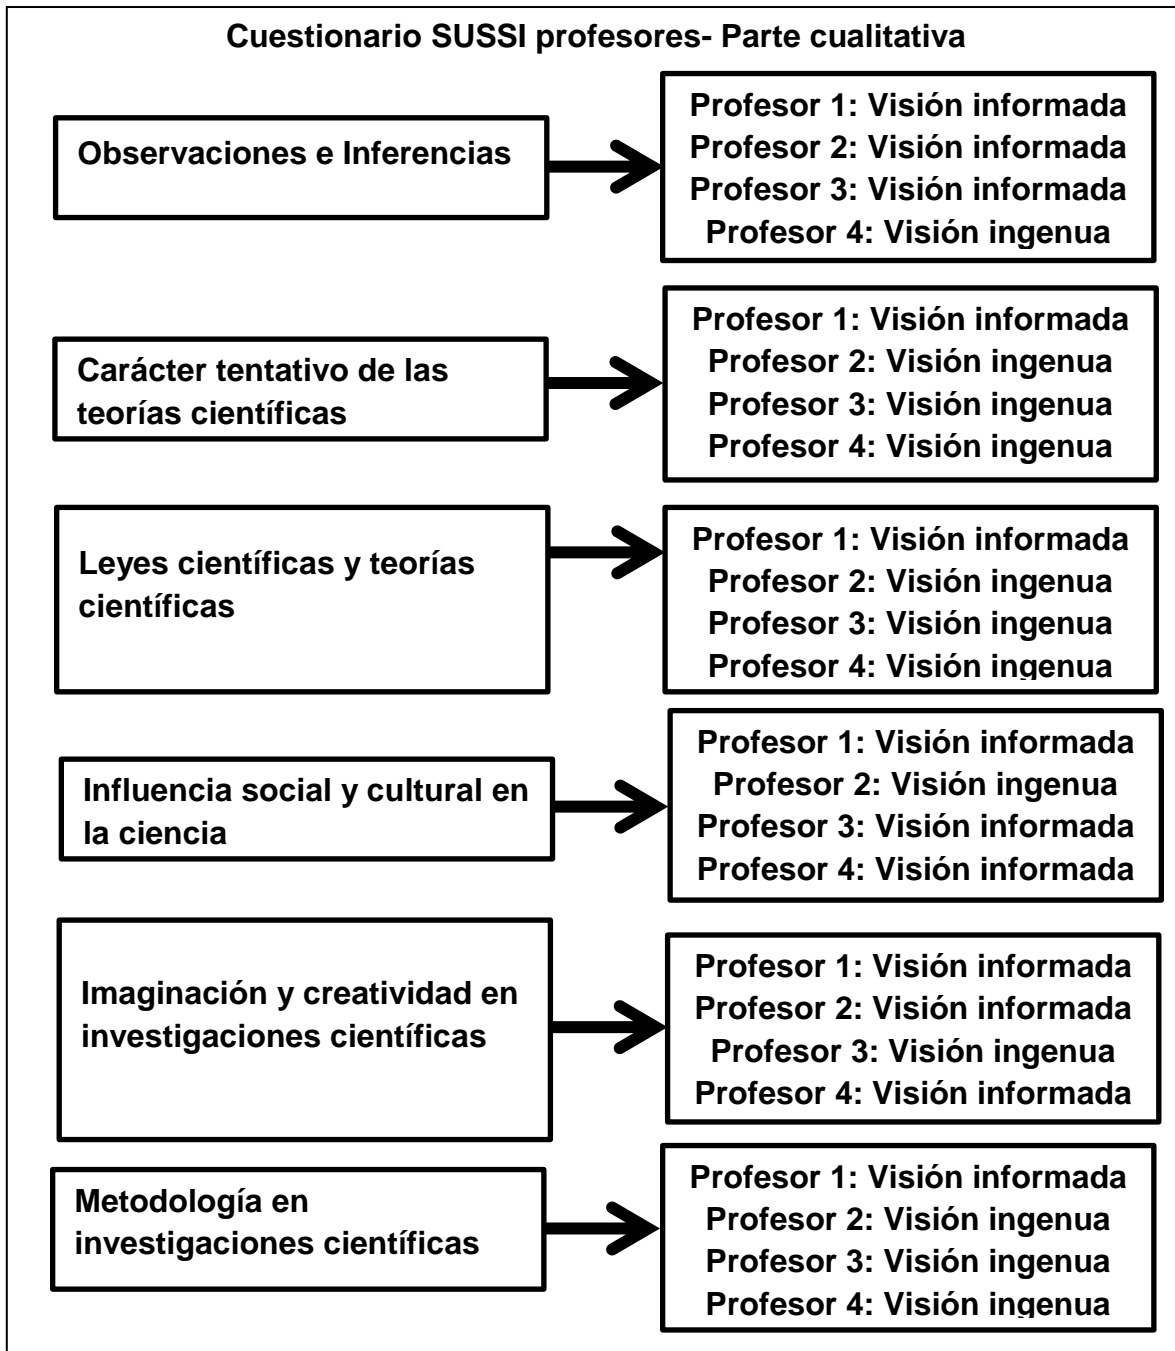 Cuestionario SUSSI profesores- Parte cualitativa
Observaciones e Inferencias
Profesor 1: Visión informada
Profesor 2: Visión informada
Profesor 3: Visión informada
Profesor 4: Visión ingenua
Carácter tentativo de las
teorías científicas
Profesor 1: Visión informada
Profesor 2: Visión ingenua
Profesor 3: Visión ingenua
Profesor 4: Visión ingenua
Leyes científicas y teorías
científicas
Profesor 1: Visión informada
Profesor 2: Visión ingenua
Profesor 3: Visión ingenua
Profesor 4: Visión ingenua
Influencia social y cultural en
la ciencia
Profesor 1: Visión informada
Profesor 2: Visión ingenua
Profesor 3: Visión informada
Profesor 4: Visión informada
Imaginación y creatividad en
investigaciones científicas
Profesor 1: Visión informada
Profesor 2: Visión informada
Profesor 3: Visión ingenua
Profesor 4: Visión informada
Metodología en
investigaciones científicas
Profesor 1: Visión informada
Profesor 2: Visión ingenua
Profesor 3: Visión ingenua
Profesor 4: Visión ingenua